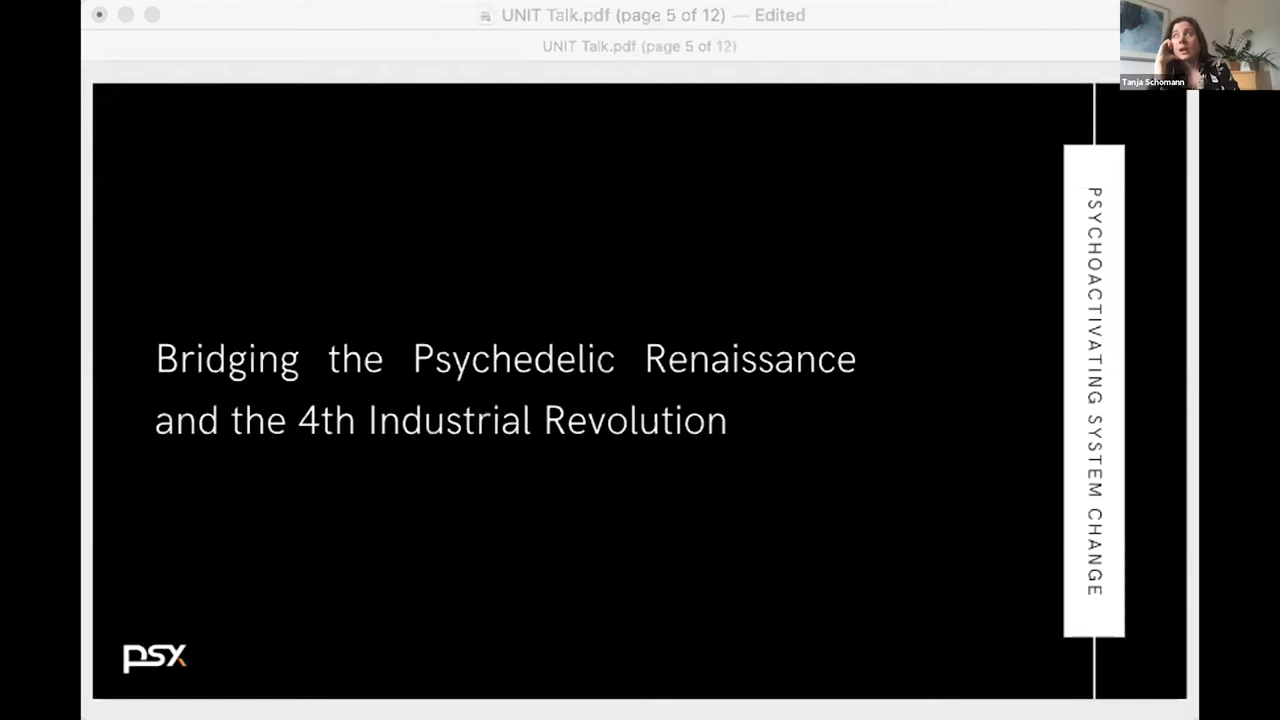 UNIT Talk.pdf (page 5 of 12) — Edited
UNIT Talk.pdf (page 5 of 12)
Tanja Schomann
Bridging the Psychedelic Renaissance
and the 4th Industrial Revolution
PSYCHOACTIVATING SYSTEM CHANGE
psx